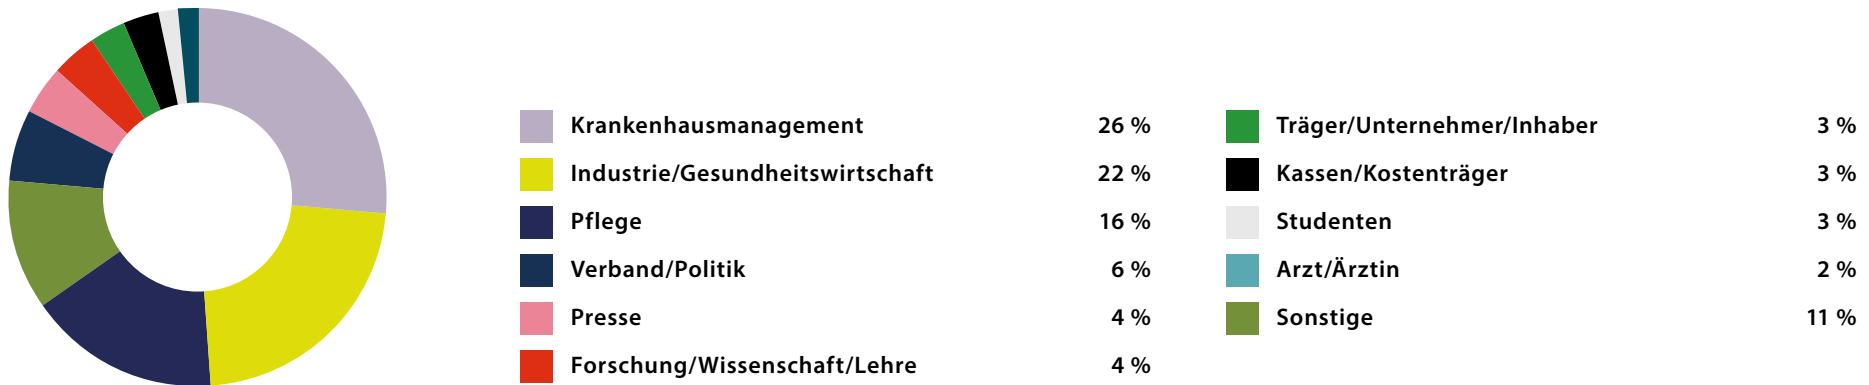 Krankenhausmanagement 26 %
Industrie/Gesundheitswirtschaft 22 %
Pflege 16 %
Verband/Politik 6 %
Presse 4 %
Forschung/Wissenschaft/Lehre 4 %
Träger/Unternehmer/Inhaber 3 %
Kassen/Kostenträger 3 %
Studenten 3 %
Arzt/Ärztin 2 %
Sonstige 11 %